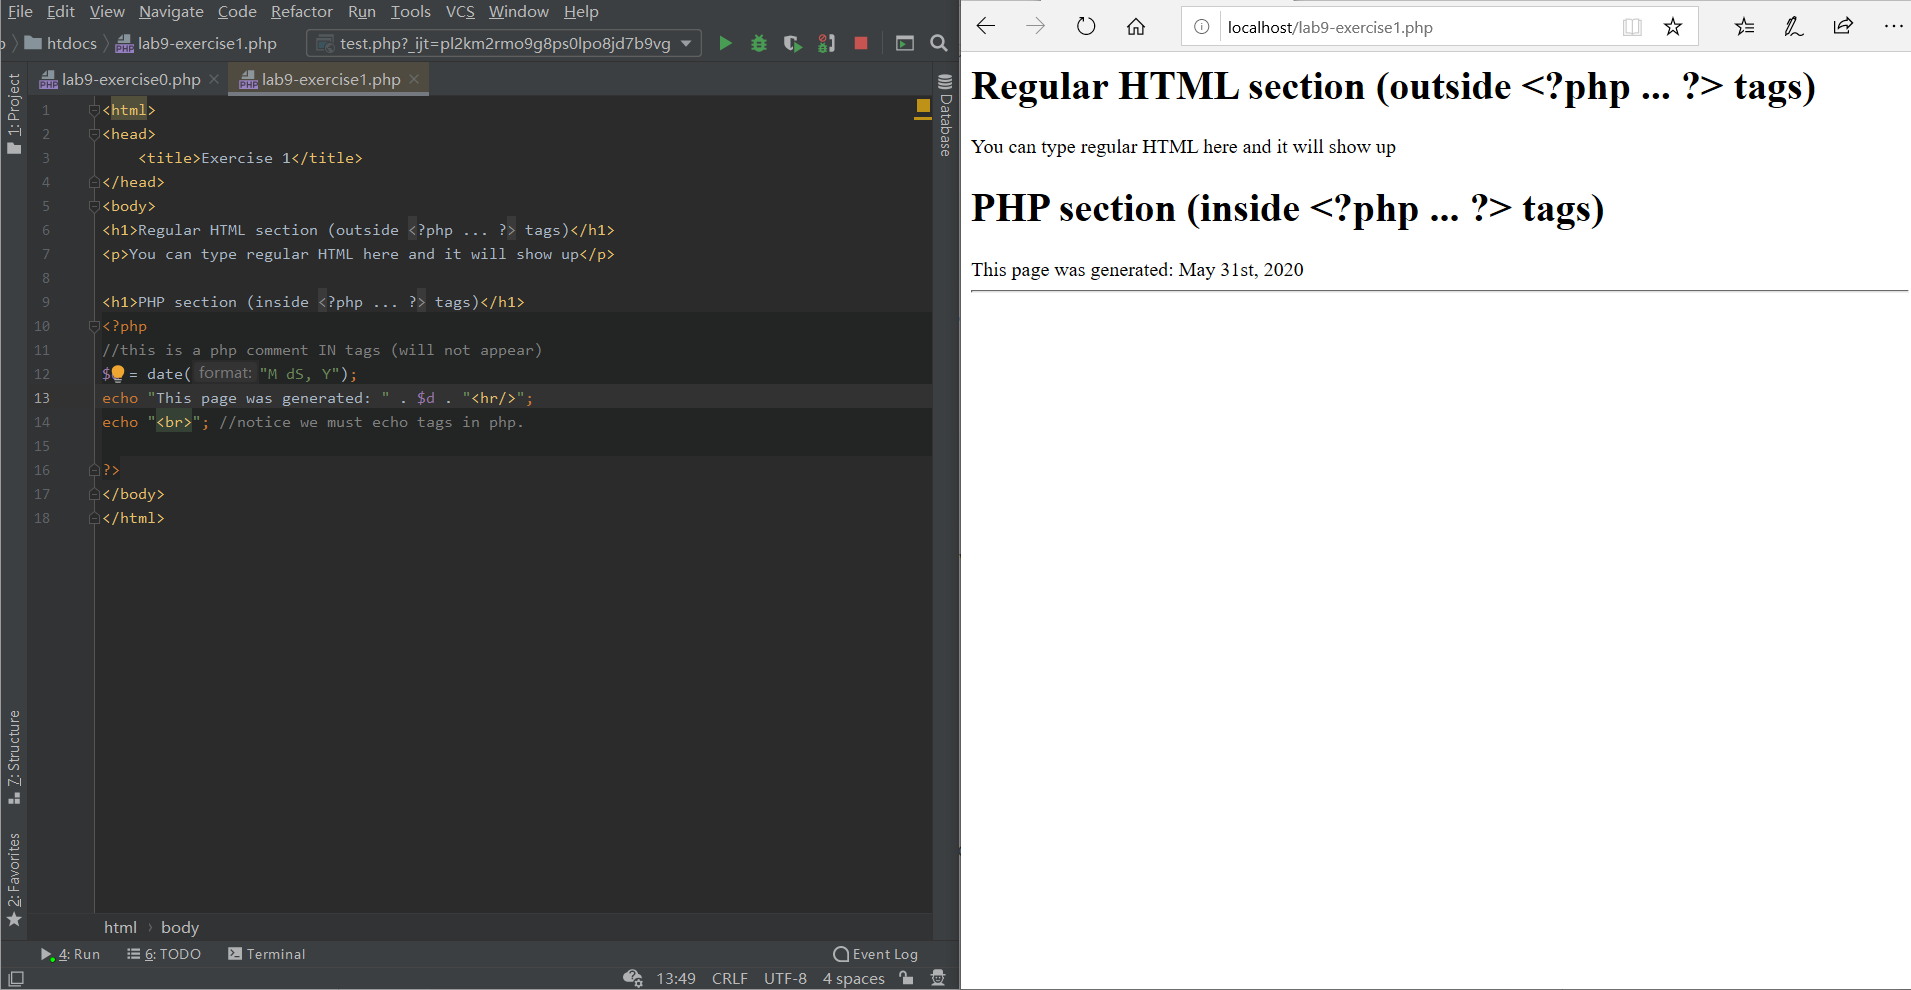 File Edit View Navigate Code Refactor Run Tools VCS Window Help
htdocs lab9-exercise1.php test.php?_ijt=pl2km2rmo9g8ps0lpo8jd7b9vg
lab9-exercise0.php lab9-exercise1.php
1: Project
7: Structure
2: Favorites
1 <html>
2 <head>
3 <title>Exercise 1</title>
4 </head>
5 <body>
6 <h1>Regular HTML section (outside <?php ... ?> tags)</h1>
7 <p>You can type regular HTML here and it will show up</p>
8
9 <h1>PHP section (inside <?php ... ?> tags)</h1>
10 <?php
11 //this is a php comment IN tags (will not appear)
12 $ = date( format: "M dS, Y");
13 echo "This page was generated: " . $d . "<hr/>";
14 echo "<br>"; //notice we must echo tags in php.
15
16 ?>
17 </body>
18 </html>
Database
html › body
4: Run 6: TODO Terminal Event Log
13:49 CRLF UTF-8 4 spaces
localhost/lab9-exercise1.php
Regular HTML section (outside <?php ... ?> tags)
You can type regular HTML here and it will show up
PHP section (inside <?php ... ?> tags)
This page was generated: May 31st, 2020